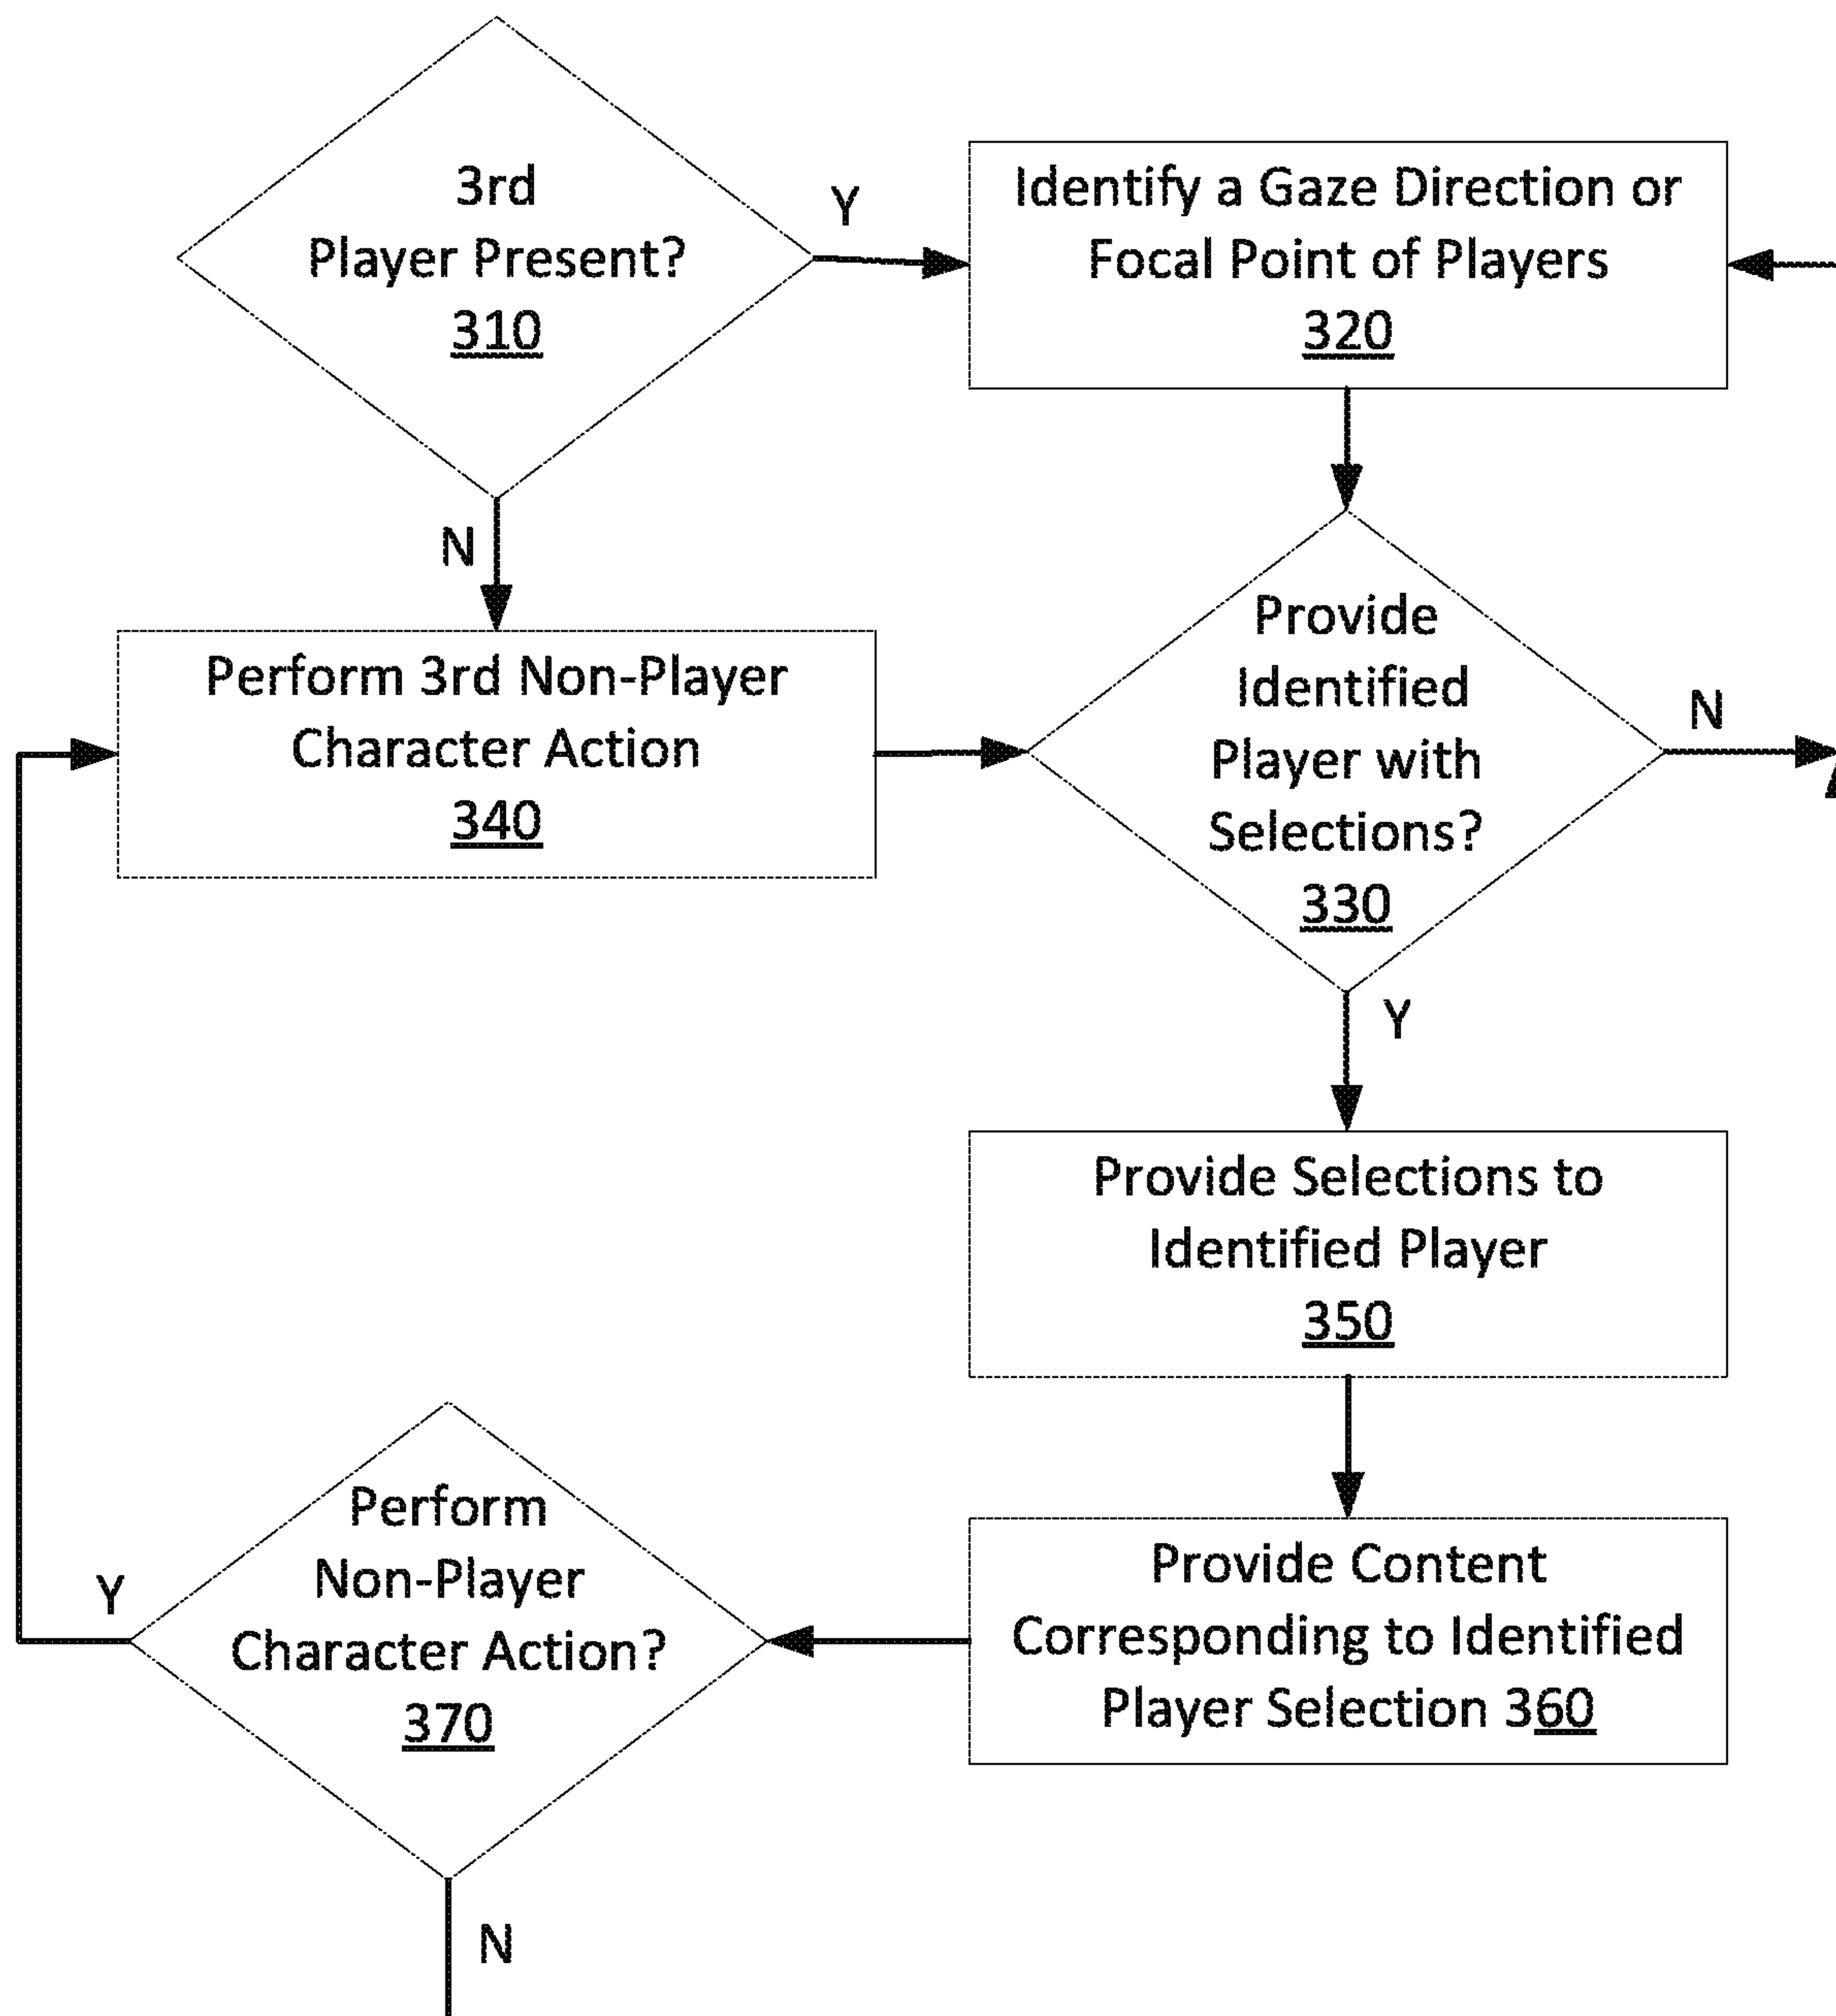 3rd
Player Present?
310
Y
N
Identify a Gaze Direction or
Focal Point of Players
320
Perform 3rd Non-Player
Character Action
340
Provide
Identified
Player with
Selections?
330
N
Y
Provide Selections to
Identified Player
350
Provide Content
Corresponding to Identified
Player Selection 360
Perform
Non-Player
Character Action?
370
Y
N